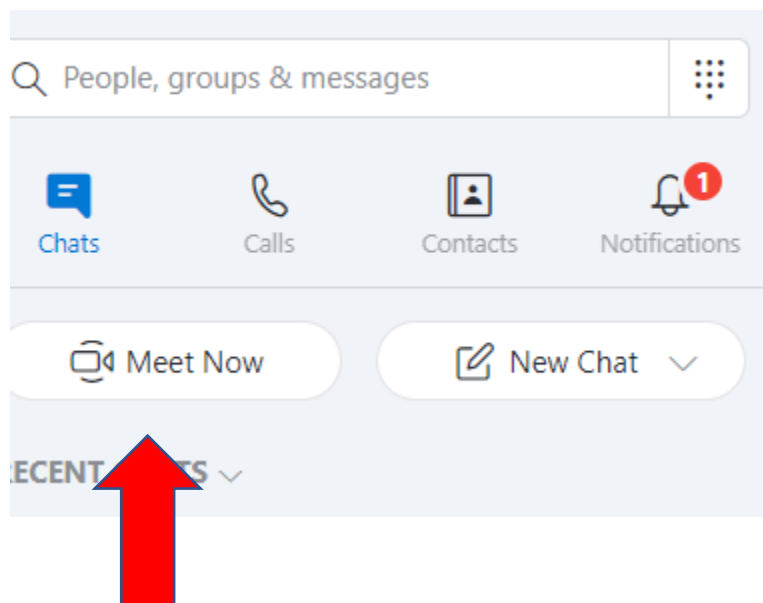 People, groups & messages
1
Chats Calls Contacts Notifications
Meet Now New Chat